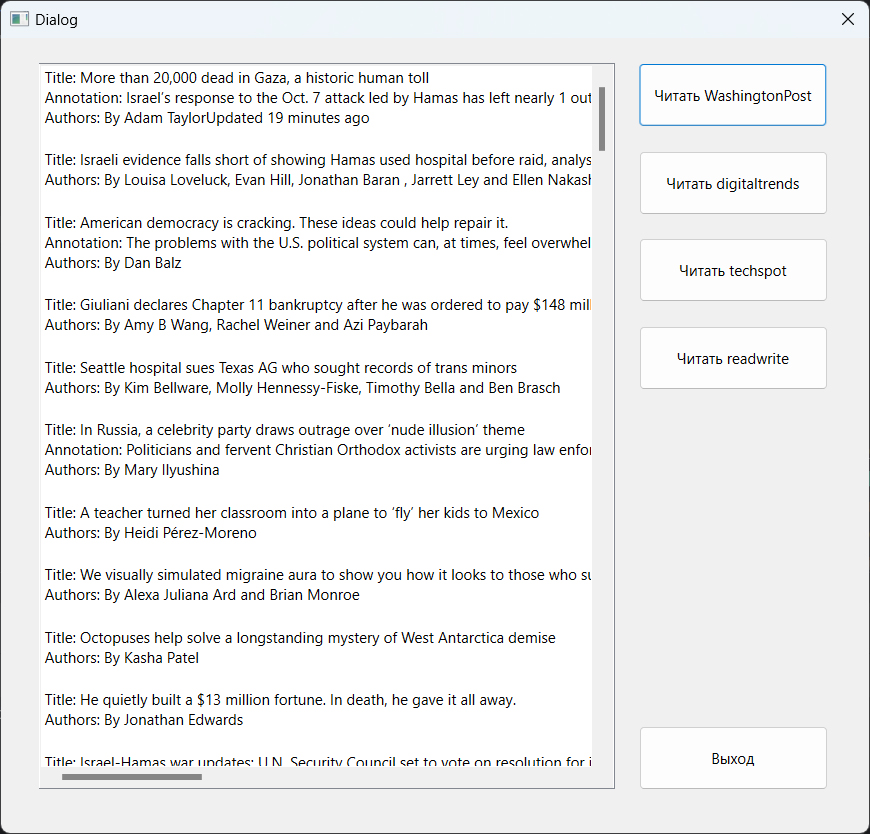 Dialog
Title: More than 20,000 dead in Gaza, a historic human toll
Annotation: Israel's response to the Oct. 7 attack led by Hamas has left nearly 1 out
Authors: By Adam TaylorUpdated 19 minutes ago
Title: Israeli evidence falls short of showing Hamas used hospital before raid,
Authors: By Louisa Loveluck, Evan Hill, Jonathan Baran , Jarrett Ley and Ellen
Title: American democracy is cracking. These ideas could help repair it.
Annotation: The problems with the U.S. political system can, at times, feel
Authors: By Dan Balz
Title: Giuliani declares Chapter 11 bankruptcy after he was ordered to pay $148
Authors: By Amy B Wang, Rachel Weiner and Azi Paybarah
Title: Seattle hospital sues Texas AG who sought records of trans minors
Authors: By Kim Bellware, Molly Hennessy-Fiske, Timothy Bella and Ben Brasch
Title: In Russia, a celebrity party draws outrage over ‘nude illusion’ theme
Annotation: Politicians and fervent Christian Orthodox activists are urging law
Authors: By Mary Ilyushina
Title: A teacher turned her classroom into a plane to ‘fly’ her kids to Mexico
Authors: By Heidi Pérez-Moreno
Title: We visually simulated migraine aura to show you how it looks to those who
Authors: By Alexa Juliana Ard and Brian Monroe
Title: Octopuses help solve a longstanding mystery of West Antarctica demise
Authors: By Kasha Patel
Title: He quietly built a $13 million fortune. In death, he gave it all away.
Authors: By Jonathan Edwards
Title: Israel-Hamas war updates: U.N. Security Council set to vote on resolution for
Читать WashingtonPost
Читать digitaltrends
Читать techspot
Читать readwrite
Выход